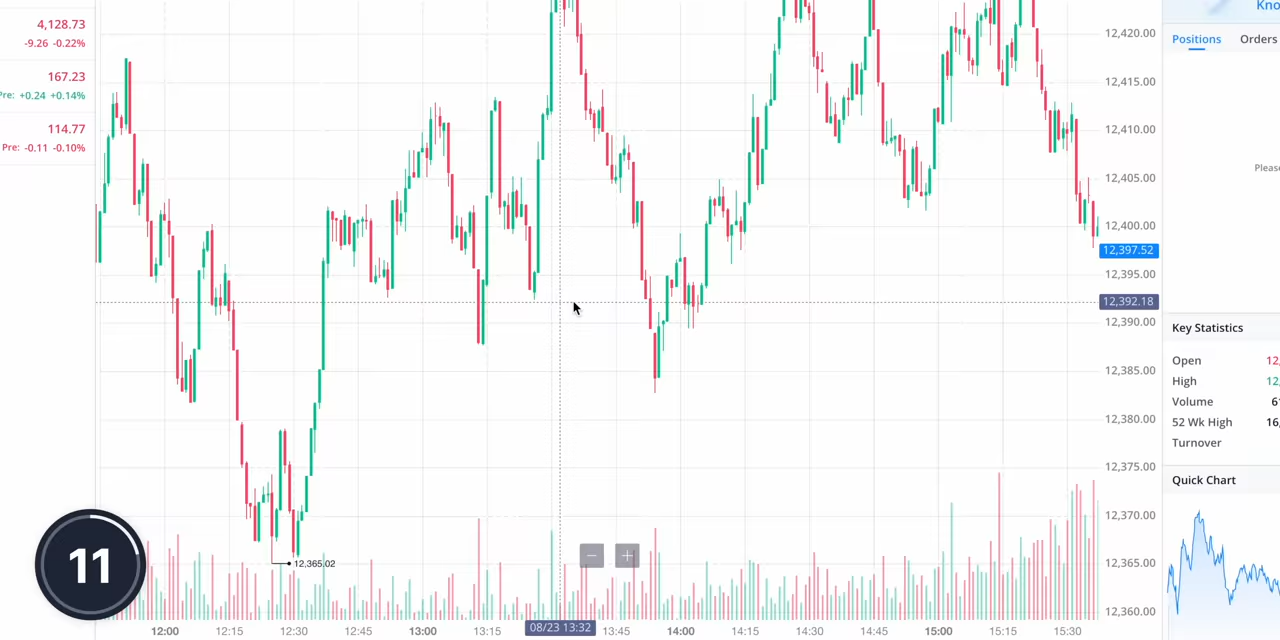 4,128.73
-9.26 -0.22%
167.23
Pre: +0.24 +0.14%
114.77
Pre: -0.11 -0.10%
12,420.00
12,415.00
12,410.00
12,405.00
12,400.00
12,397.52
12,395.00
12,392.18
12,390.00
12,385.00
12,380.00
12,375.00
12,370.00
12,365.00
12,360.00
12,365.02
11
− +
12:00 12:15 12:30 12:45 13:00 13:15 08/23 13:32 13:45 14:00 14:15 14:30 14:45 15:00 15:15 15:30
Kno
Positions Orders
Please
Key Statistics
Open 12,
High 12,
Volume 61
52 Wk High 16,
Turnover
Quick Chart